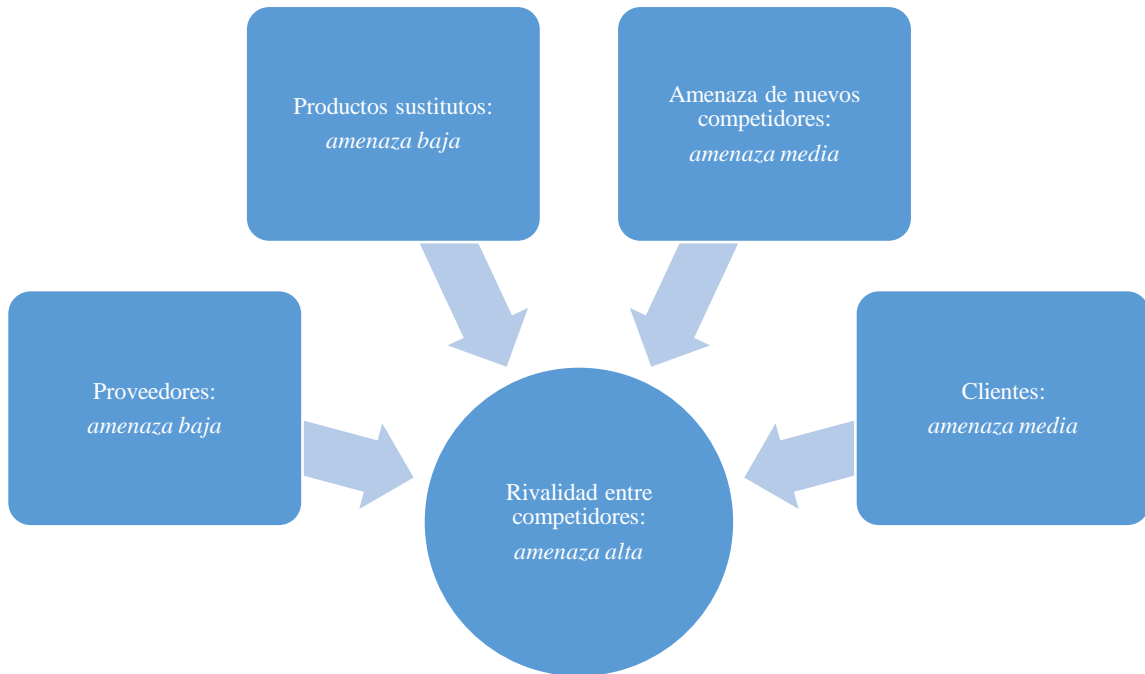 Productos sustitutos:
amenaza baja
Amenaza de nuevos
competidores:
amenaza media
Proveedores:
amenaza baja
Clientes:
amenaza media
Rivalidad entre
competidores:
amenaza alta